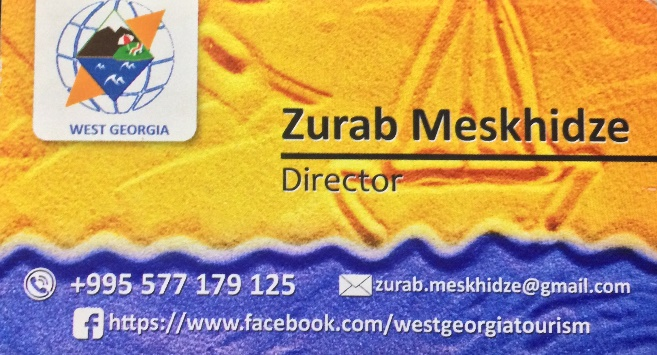 WEST GEORGIA
Zurab Meskhidze
Director
+995 577 179 125
zurab.meskhidze@gmail.com
https://www.facebook.com/westgeorgiatourism